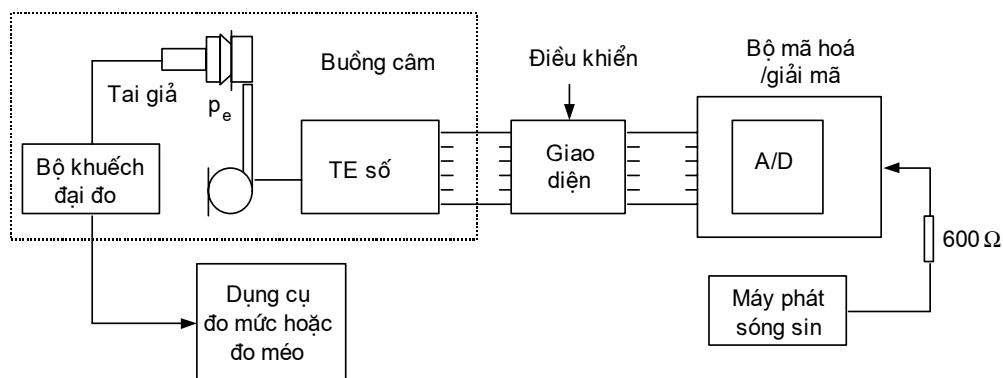 Buồng câm
Tai giả
pe
Bộ khuếch
đại đo
TE số
Điều khiển
Giao
diện
Bộ mã hoá
/giải mã
A/D
600 Ω
Máy phát
sóng sin
Dụng cụ
đo mức hoặc
đo méo